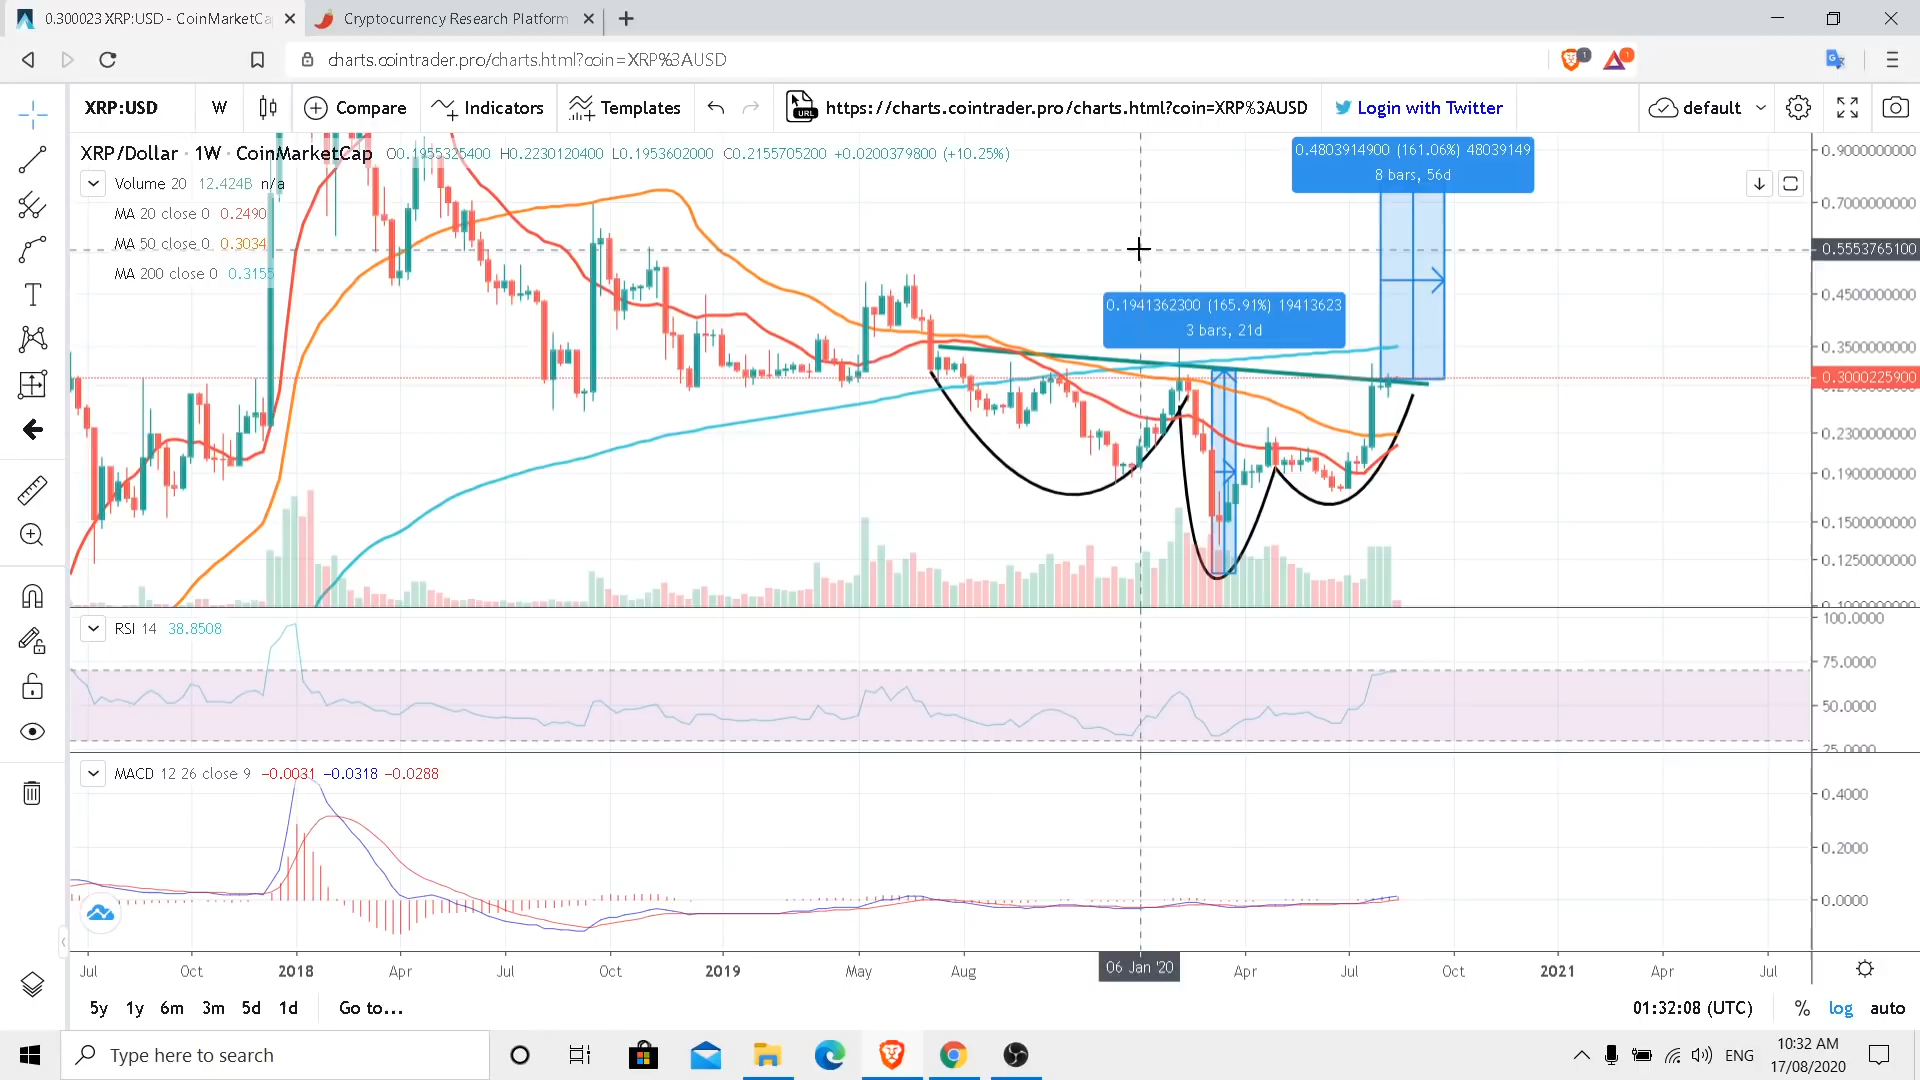 0.300023 XRP:USD - CoinMarketCa
Cryptocurrency Research Platform
charts.cointrader.pro/charts.html?coin=XRP%3AUSD
1
1
XRP:USD
W
Compare
Indicators
Templates
URL
https://charts.cointrader.pro/charts.html?coin=XRP%3AUSD
Login with Twitter
default
XRP/Dollar · 1W · CoinMarketCap O0.1955325400 H0.2230120400 L0.1953602000 C0.2155705200 +0.0200379800 (+10.25%)
Volume 20 12.424B n/a
MA 20 close 0 0.2490
MA 50 close 0 0.3034
MA 200 close 0 0.3155
0.4803914900 (161.06%) 48039149
8 bars, 56d
0.1941362300 (165.91%) 19413623
3 bars, 21d
0.9000000000
0.7000000000
0.5553765100
0.4500000000
0.3500000000
0.3000225900
0.2300000000
0.1900000000
0.1500000000
0.1250000000
0.1000000000
RSI 14 38.8508
100.0000
75.0000
50.0000
25.0000
MACD 12 26 close 9 −0.0031 −0.0318 −0.0288
0.4000
0.2000
0.0000
Jul Oct 2018 Apr Jul Oct 2019 May Aug 06 Jan '20 Apr Jul Oct 2021 Apr Jul
5y 1y 6m 3m 5d 1d Go to...
01:32:08 (UTC) % log auto
Type here to search
ENG
10:32 AM
17/08/2020